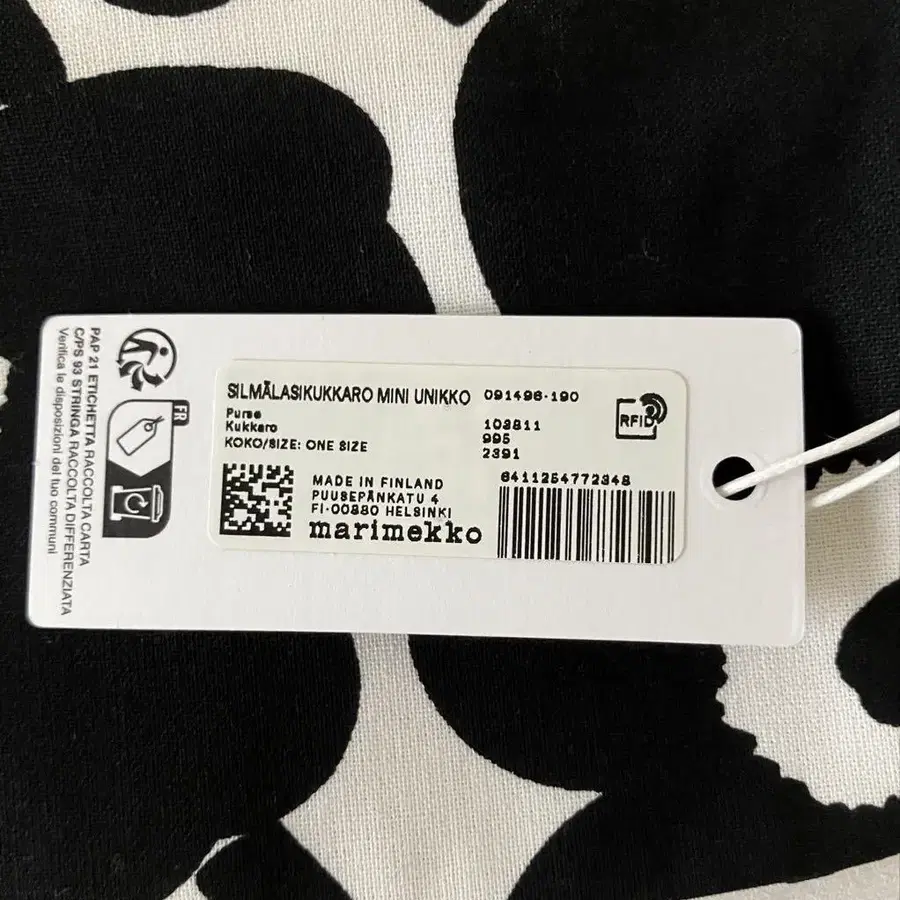 SILMÄLASIKUKKARO MINI UNIKKO 091496-190
Purse
Kukkaro
KOKO/SIZE: ONE SIZE
103811
995
2391
RFID
6411254772348
MADE IN FINLAND
PUUSEPÄNKATU 4
FI-00880 HELSINKI
marimekko
FR
PAP 21 ETICHETTA RACCOLTA CARTA
C/PS 93 STRINGA RACCOLTA DIFFERENZIATA
Verifica le disposizioni del tuo communi